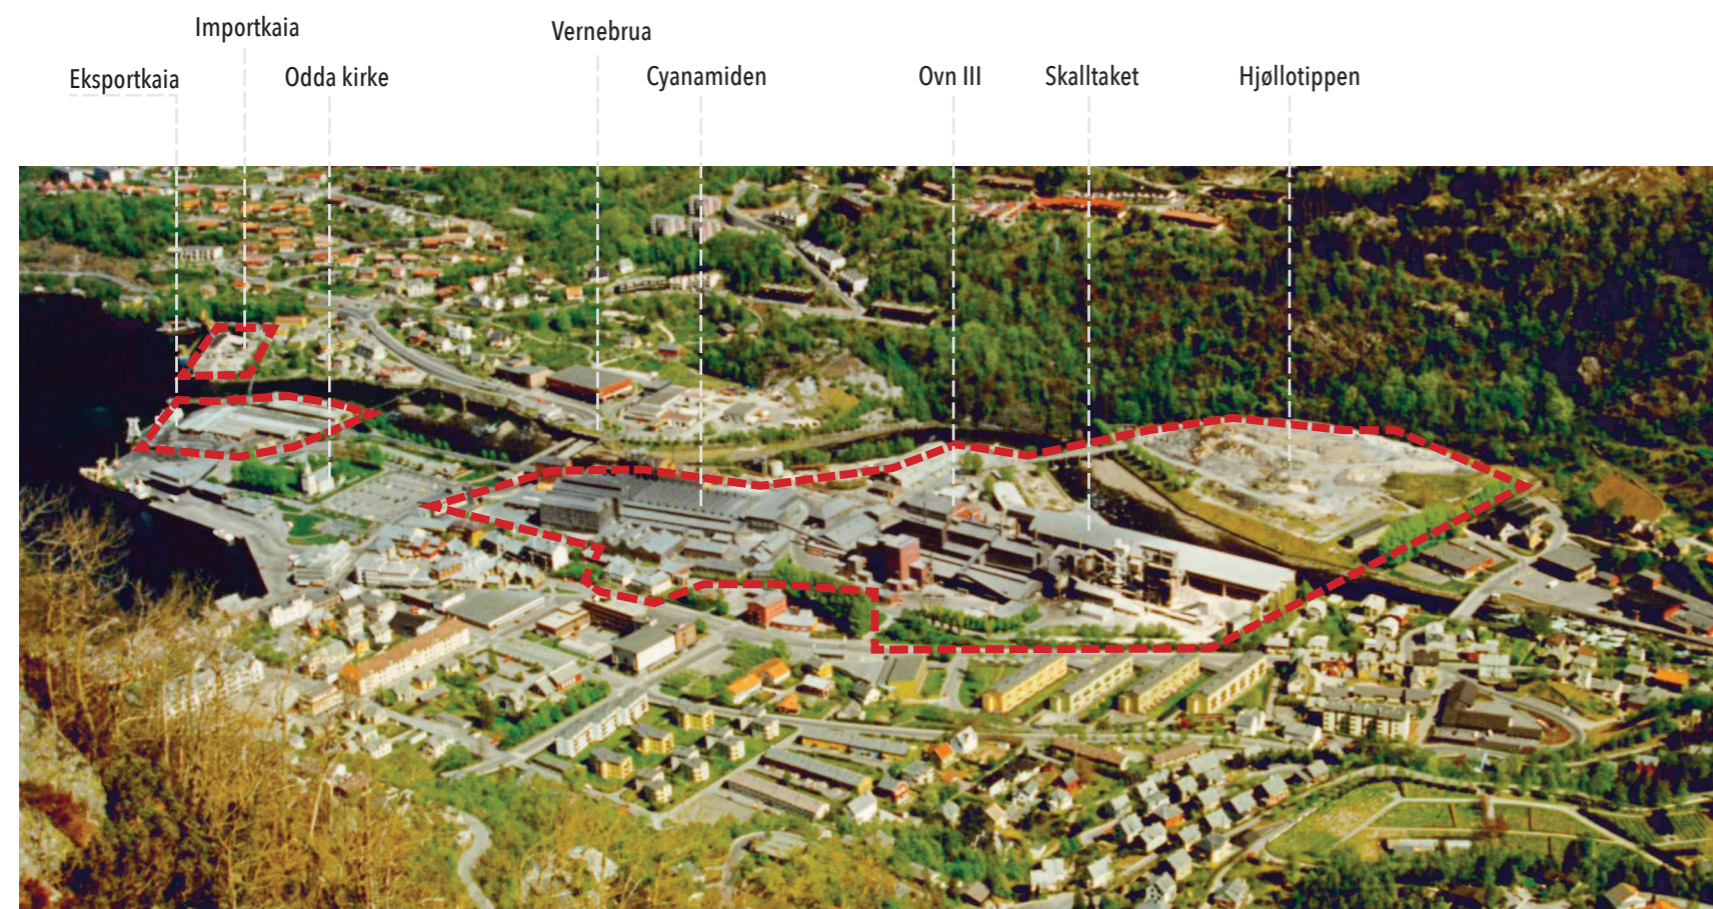 Importkaia
Vernebrua
Eksportkaia
Odda kirke
Cyanamiden
Ovn III
Skalltaket
Hjøllotippen